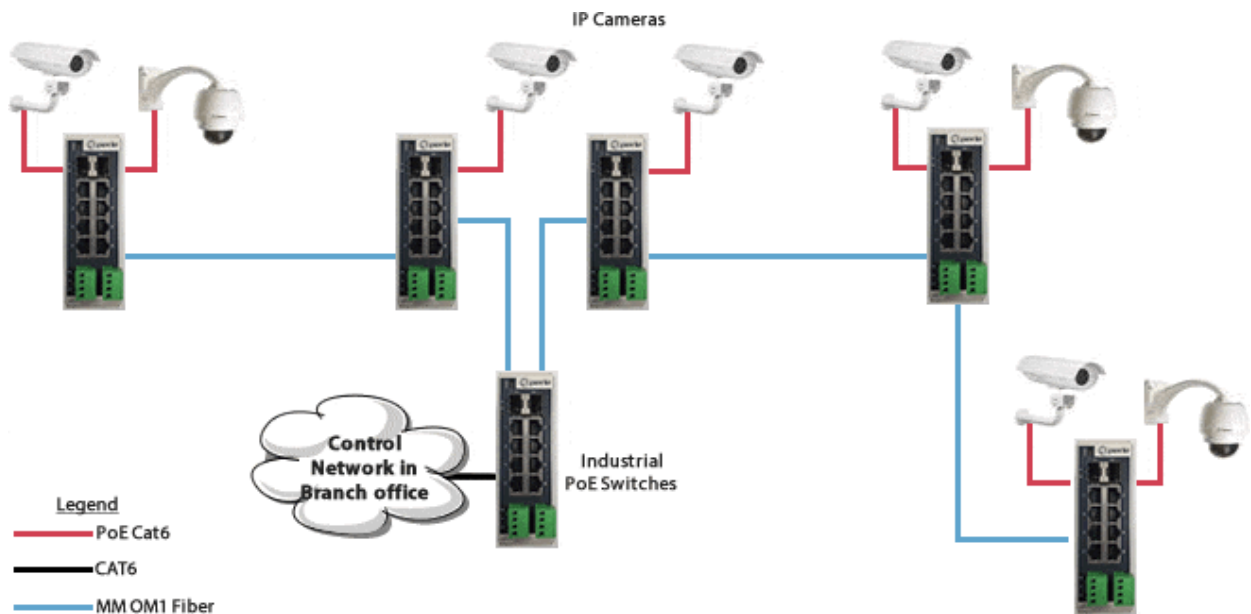 IP Cameras
Control
Network in
Branch office
Industrial
PoE Switches
Legend
PoE Cat6
CAT6
MM OM1 Fiber